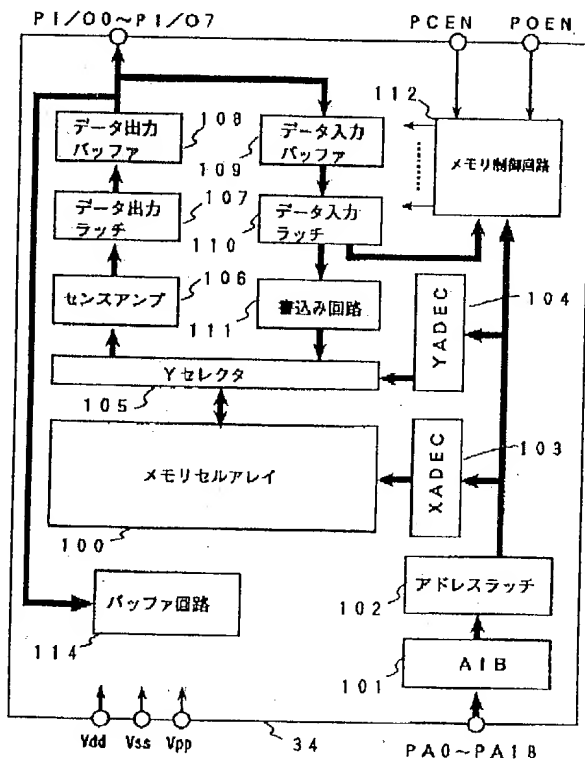 PI/O0～PI/O7
PCEN
POEN
112
データ出力
バッファ
108
データ入力
バッファ
109
メモリ制御回路
データ出力
ラッチ
107
データ入力
ラッチ
110
センスアンプ
106
書込み回路
111
YADEC
104
Yセレクタ
105
メモリセルアレイ
100
XADEC
103
バッファ回路
114
アドレスラッチ
102
AIB
101
Vdd
Vss
Vpp
34
PA0～PA18